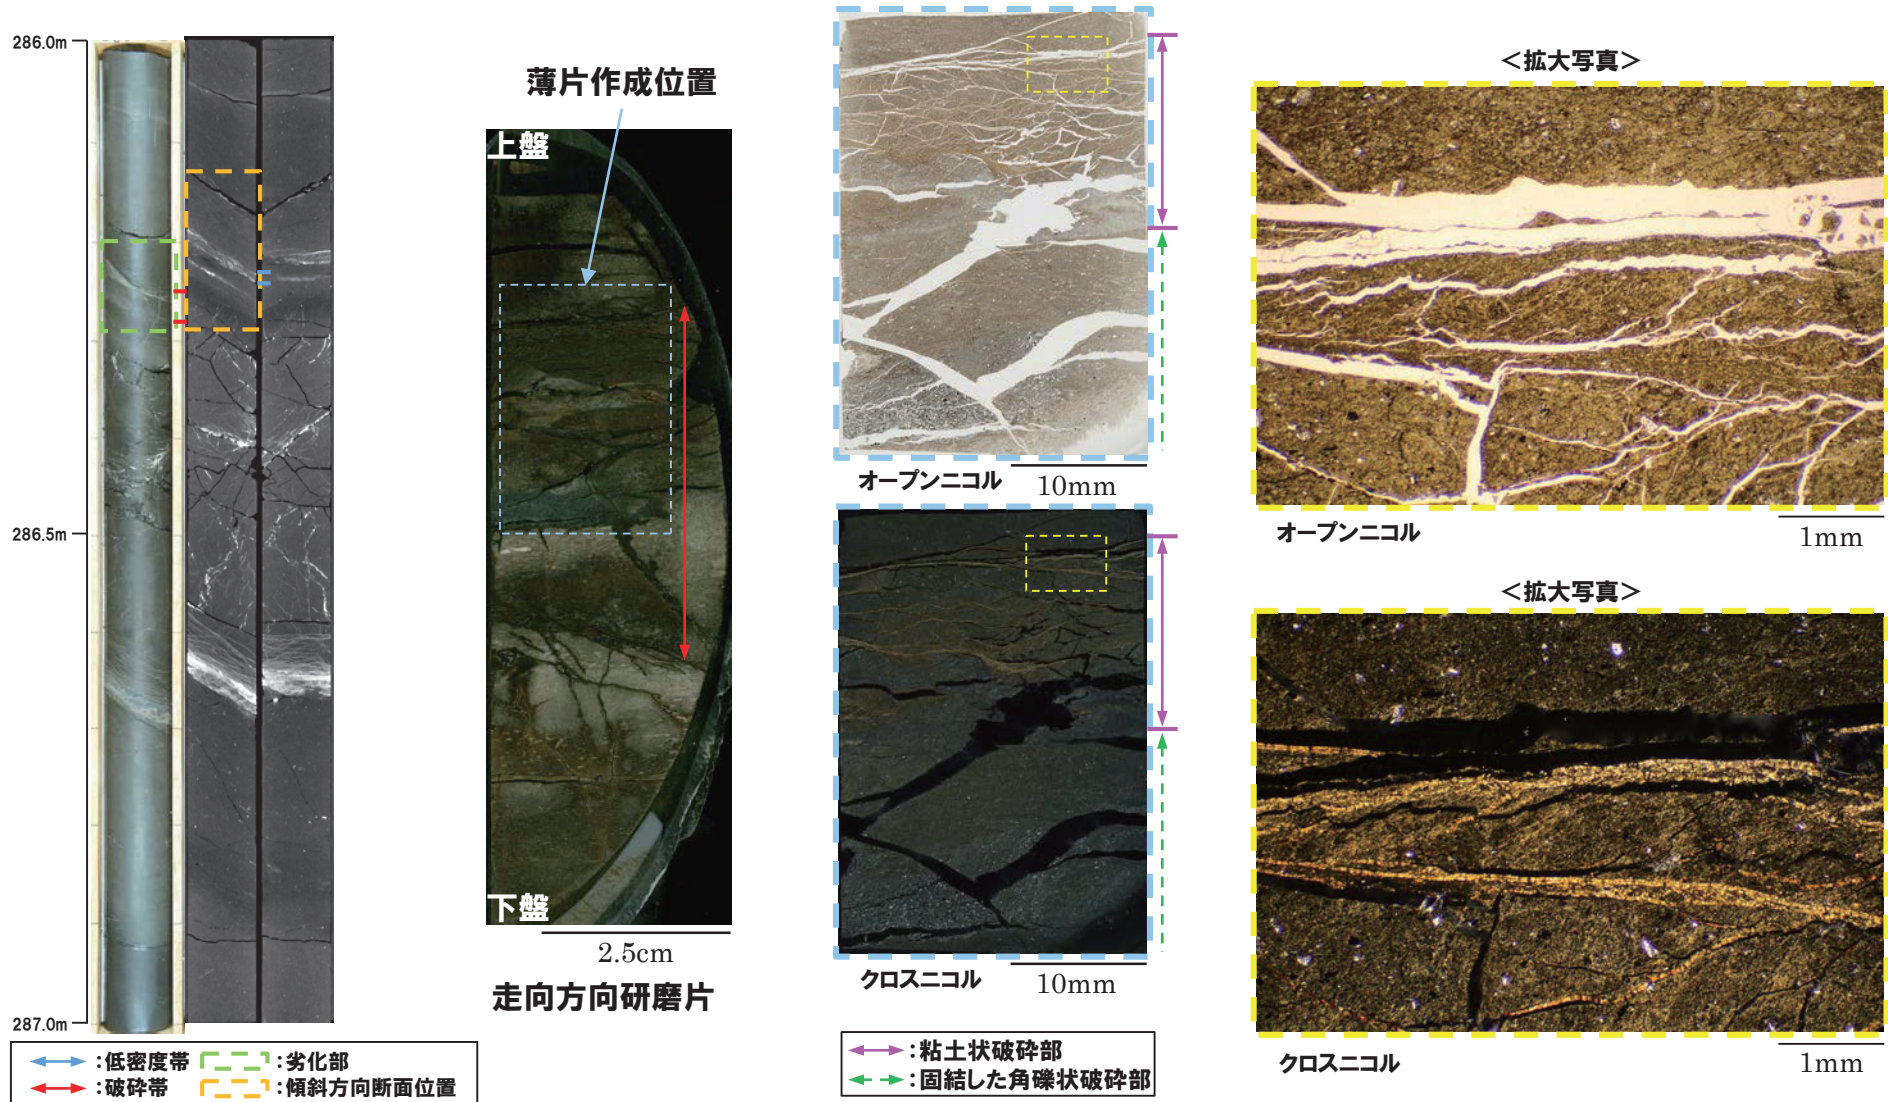 286.0m
286.5m
287.0m
:低密度帯
:劣化部
:破砕帯
:傾斜方向断面位置
薄片作成位置
上盤
下盤
2.5cm
走向方向研磨片
オープンニコル
10mm
クロスニコル
10mm
:粘土状破砕部
:固結した角礫状破砕部
<拡大写真>
オープンニコル
1mm
<拡大写真>
クロスニコル
1mm